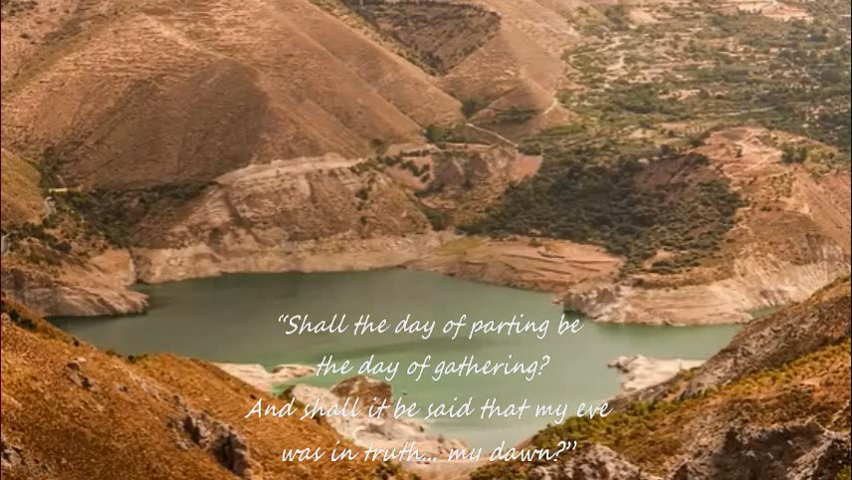 “Shall the day of parting be
the day of gathering?
And shall it be said that my eve
was in truth... my dawn?”